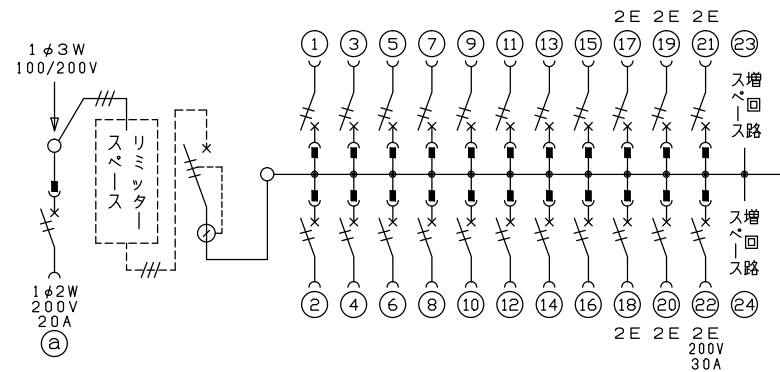 2E 2E 2E
1 3 5 7 9 11 13 15 17 19 21 23
1φ3W
100/200V
増回路
スペース
リミッター
スペース
増回路
スペース
1φ2W
200V
20A
a
2 4 6 8 10 12 14 16 18 20 22 24
2E 2E 2E
200V
30A